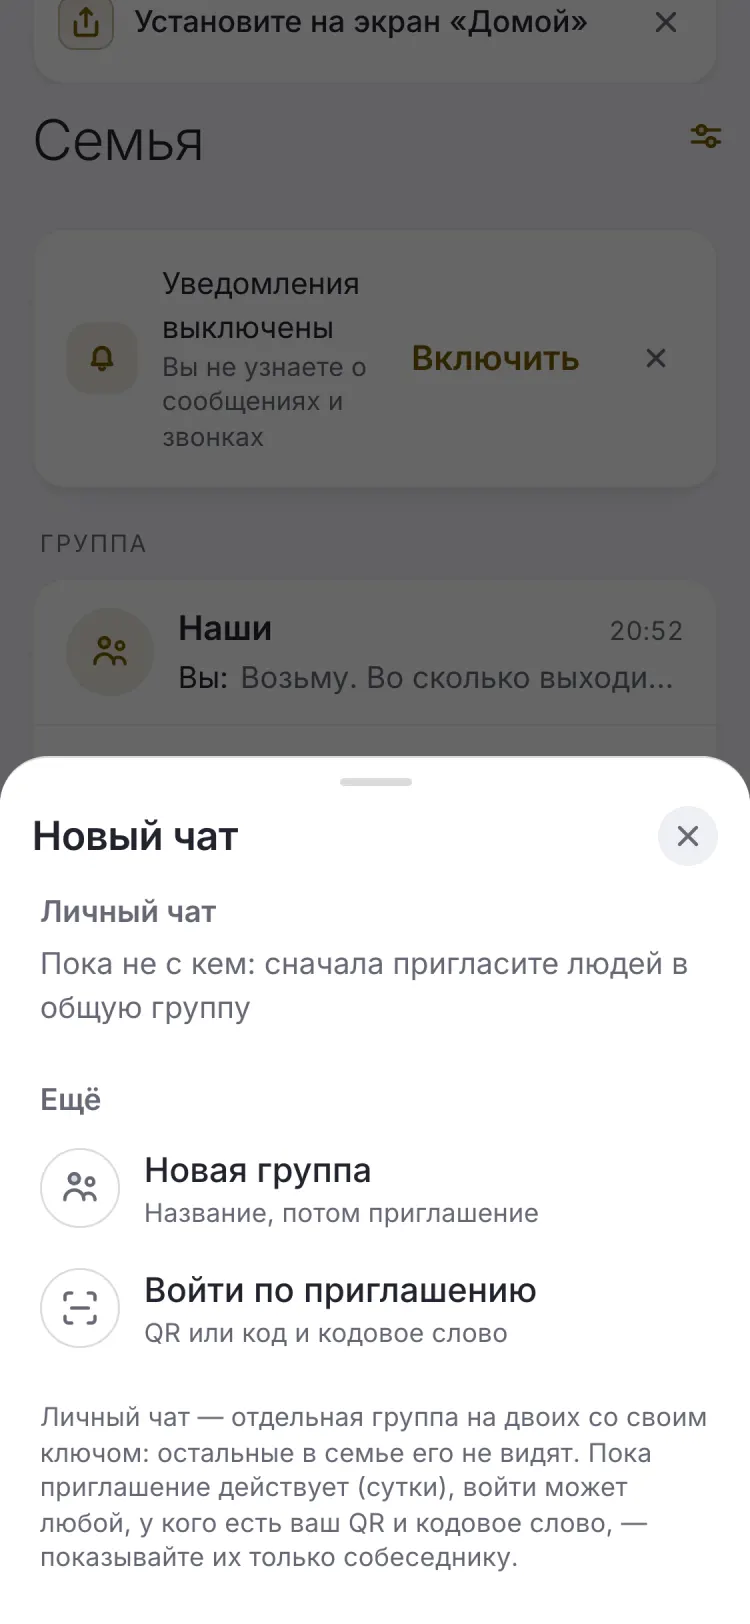 Установите на экран «Домой»
Семья
Уведомления
выключены
Вы не узнаете о
сообщениях и
звонках
Включить
ГРУППА
Наши
20:52
Вы: Возьму. Во сколько выходи...
Новый чат
Личный чат
Пока не с кем: сначала пригласите людей в
общую группу
Ещё
Новая группа
Название, потом приглашение
Войти по приглашению
QR или код и кодовое слово
Личный чат — отдельная группа на двоих со своим
ключом: остальные в семье его не видят. Пока
приглашение действует (сутки), войти может
любой, у кого есть ваш QR и кодовое слово, —
показывайте их только собеседнику.